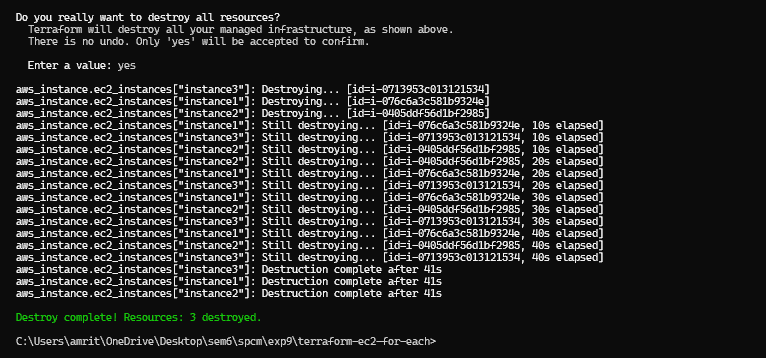 Do you really want to destroy all resources?
Terraform will destroy all your managed infrastructure, as shown above.
There is no undo. Only 'yes' will be accepted to confirm.
Enter a value: yes
aws_instance.ec2_instances["instance3"]: Destroying... [id=i-0713953c013121534]
aws_instance.ec2_instances["instance1"]: Destroying... [id=i-076c6a3c581b9324e]
aws_instance.ec2_instances["instance2"]: Destroying... [id=i-0405ddf56d1bf2985]
aws_instance.ec2_instances["instance1"]: Still destroying... [id=i-076c6a3c581b9324e, 10s elapsed]
aws_instance.ec2_instances["instance3"]: Still destroying... [id=i-0713953c013121534, 10s elapsed]
aws_instance.ec2_instances["instance2"]: Still destroying... [id=i-0405ddf56d1bf2985, 10s elapsed]
aws_instance.ec2_instances["instance2"]: Still destroying... [id=i-0405ddf56d1bf2985, 20s elapsed]
aws_instance.ec2_instances["instance1"]: Still destroying... [id=i-076c6a3c581b9324e, 20s elapsed]
aws_instance.ec2_instances["instance3"]: Still destroying... [id=i-0713953c013121534, 20s elapsed]
aws_instance.ec2_instances["instance1"]: Still destroying... [id=i-076c6a3c581b9324e, 30s elapsed]
aws_instance.ec2_instances["instance2"]: Still destroying... [id=i-0405ddf56d1bf2985, 30s elapsed]
aws_instance.ec2_instances["instance3"]: Still destroying... [id=i-0713953c013121534, 30s elapsed]
aws_instance.ec2_instances["instance1"]: Still destroying... [id=i-076c6a3c581b9324e, 40s elapsed]
aws_instance.ec2_instances["instance2"]: Still destroying... [id=i-0405ddf56d1bf2985, 40s elapsed]
aws_instance.ec2_instances["instance3"]: Still destroying... [id=i-0713953c013121534, 40s elapsed]
aws_instance.ec2_instances["instance3"]: Destruction complete after 41s
aws_instance.ec2_instances["instance1"]: Destruction complete after 41s
aws_instance.ec2_instances["instance2"]: Destruction complete after 41s
Destroy complete! Resources: 3 destroyed.
C:\Users\amrit\OneDrive\Desktop\sem6\spcm\exp9\terraform-ec2-for-each>